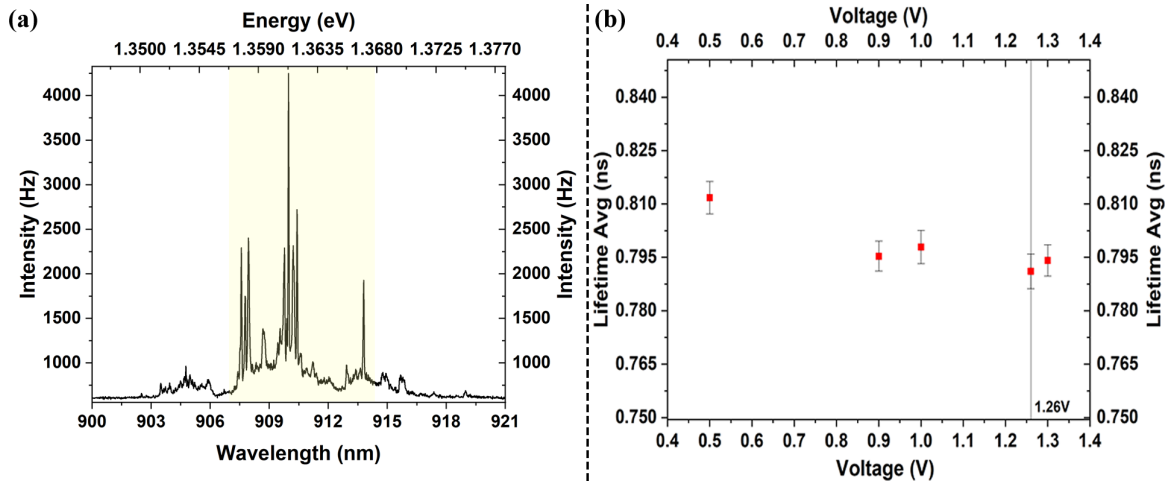 (a)
Energy (eV)
1.3500 1.3545 1.3590 1.3635 1.3680 1.3725 1.3770
4000 4000
3500 3500
3000 3000
2500 2500
2000 2000
1500 1500
1000 1000
Intensity (Hz) Intensity (Hz)
900 903 906 909 912 915 918 921
Wavelength (nm)
(b)
Voltage (V)
0.4 0.5 0.6 0.7 0.8 0.9 1.0 1.1 1.2 1.3 1.4
0.840 0.840
0.825 0.825
0.810 0.810
0.795 0.795
0.780 0.780
0.765 0.765
0.750 0.750
Lifetime Avg (ns) Lifetime Avg (ns)
1.26V
0.4 0.5 0.6 0.7 0.8 0.9 1.0 1.1 1.2 1.3 1.4
Voltage (V)